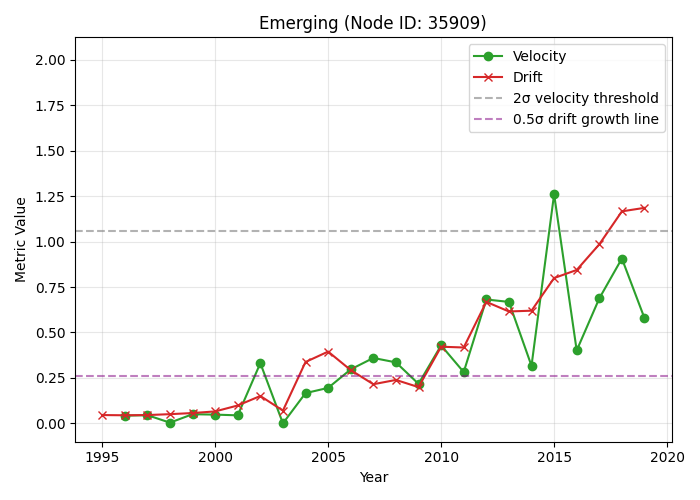 Emerging (Node ID: 35909)
Velocity
Drift
2σ velocity threshold
0.5σ drift growth line
2.00
1.75
1.50
1.25
1.00
0.75
0.50
0.25
0.00
Metric Value
1995
2000
2005
2010
2015
2020
Year